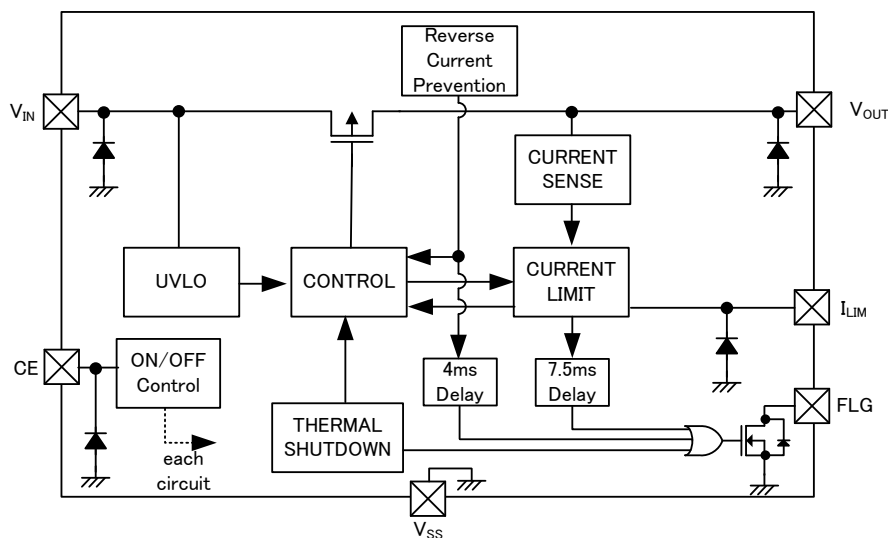 Reverse
Current
Prevention
VIN
VOUT
CURRENT
SENSE
UVLO
CONTROL
CURRENT
LIMIT
ILIM
CE
ON/OFF
Control
4ms
Delay
7.5ms
Delay
FLG
THERMAL
SHUTDOWN
each
circuit
VSS